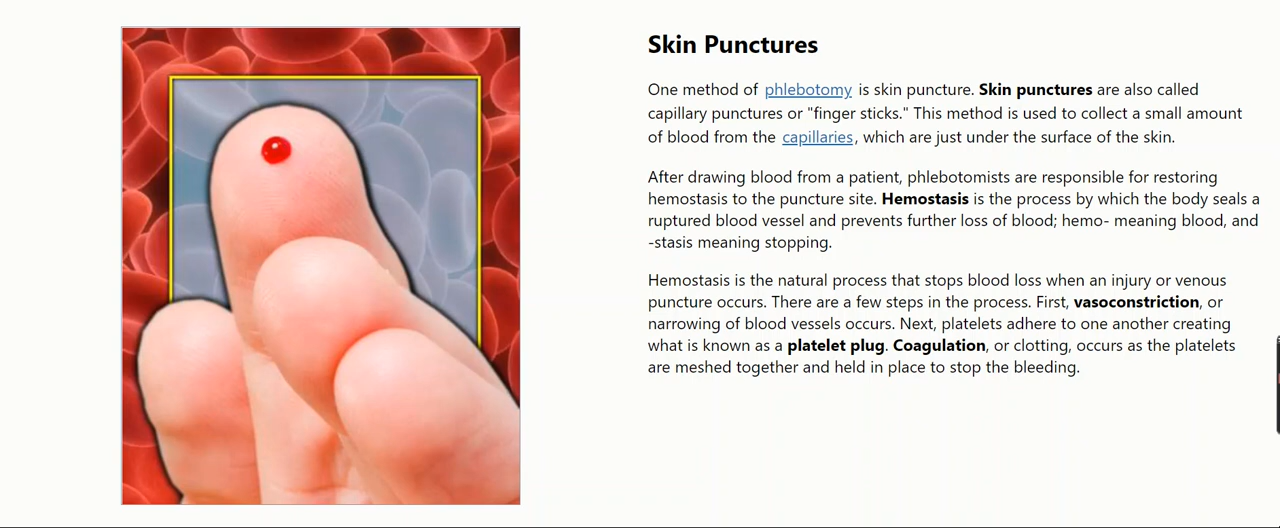 Skin Punctures
One method of phlebotomy is skin puncture. Skin punctures are also called
capillary punctures or "finger sticks." This method is used to collect a small amount
of blood from the capillaries, which are just under the surface of the skin.
After drawing blood from a patient, phlebotomists are responsible for restoring
hemostasis to the puncture site. Hemostasis is the process by which the body seals a
ruptured blood vessel and prevents further loss of blood; hemo- meaning blood, and
-stasis meaning stopping.
Hemostasis is the natural process that stops blood loss when an injury or venous
puncture occurs. There are a few steps in the process. First, vasoconstriction, or
narrowing of blood vessels occurs. Next, platelets adhere to one another creating
what is known as a platelet plug. Coagulation, or clotting, occurs as the platelets
are meshed together and held in place to stop the bleeding.